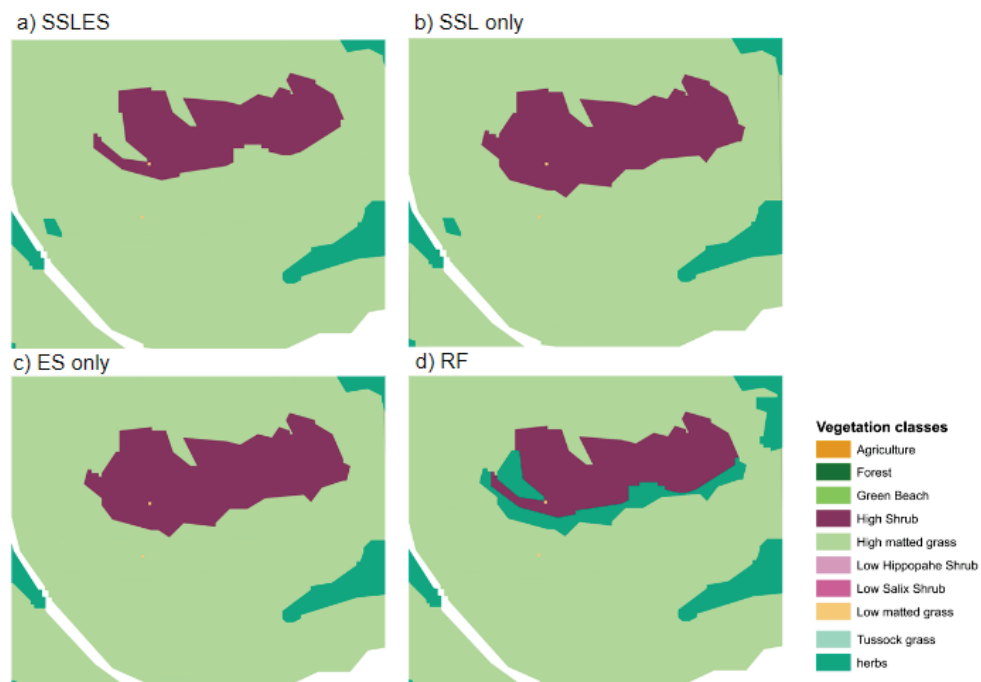 a) SSLES
b) SSL only
c) ES only
d) RF
Vegetation classes
Agriculture
Forest
Green Beach
High Shrub
High matted grass
Low Hippopahe Shrub
Low Salix Shrub
Low matted grass
Tussock grass
herbs